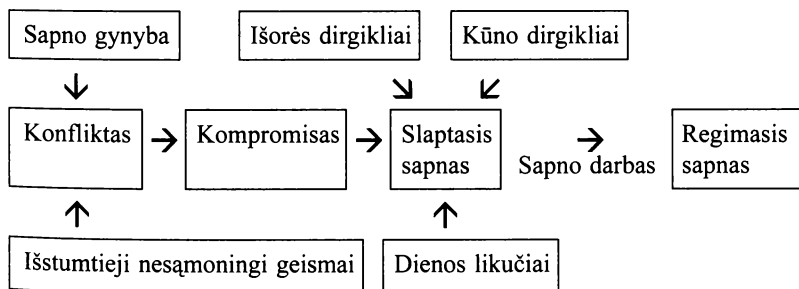 Sapno gynyba
Išorės dirgikliai
Kūno dirgikliai
Konfliktas
Kompromisas
Slaptasis
sapnas
Sapno darbas
Regimasis
sapnas
Išstumtieji nesąmoningi geismai
Dienos likučiai